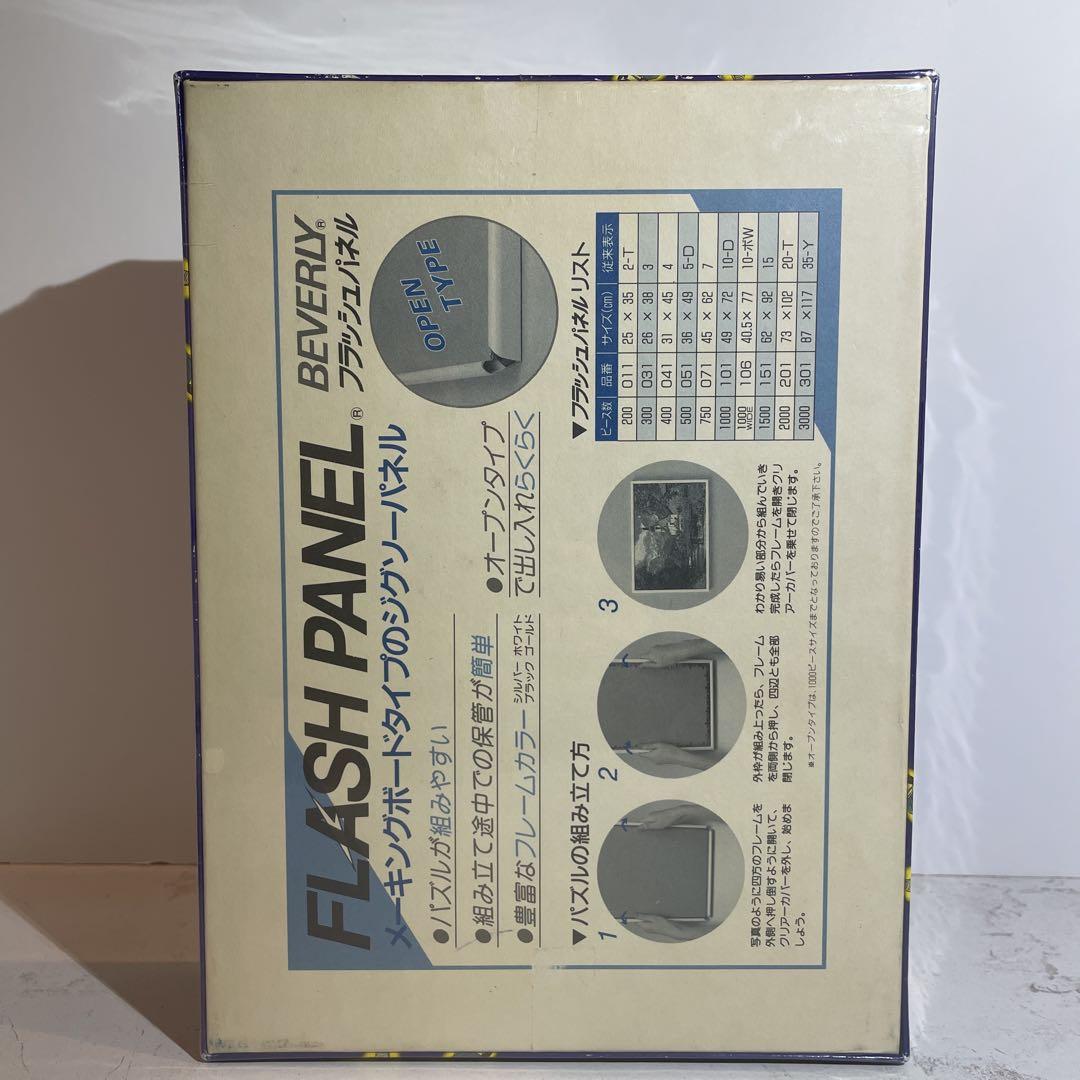 FLASH PANEL® BEVERLY®
メーキングボードタイプのジグソーパネル フラッシュパネル
●パズルが組みやすい
●組み立て途中での保管が簡単
●豊富なフレームカラー シルバー ホワイト
ブラック ゴールド
●オープンタイプ
で出し入れらくらく
OPEN
TYPE
▼パズルの組み立て方
1
写真のように四方のフレームを
外側へ押し倒すように開いて、
クリアーカバーを外し、始めま
しょう。
2
外枠が組み上ったら、フレーム
を両側から押し、四辺とも全部
閉じます。
3
わかり易い部分から組んでいき
完成したらフレームを開きクリ
アーカバーを乗せて閉じます。
※オープンタイプは、1000ピースサイズまでとなっておりますのでご了承下さい。
▼フラッシュパネルリスト
ピース数 品番 サイズ(cm) 従来表示
200 011 25 × 35 2-T
300 031 26 × 38 3
400 041 31 × 45 4
500 051 36 × 49 5-D
750 071 45 × 62 7
1000 101 49 × 72 10-D
1000 WIDE 106 40.5× 77 10-ボW
1500 151 62 × 92 15
2000 201 73 ×102 20-T
3000 301 87 ×117 35-Y